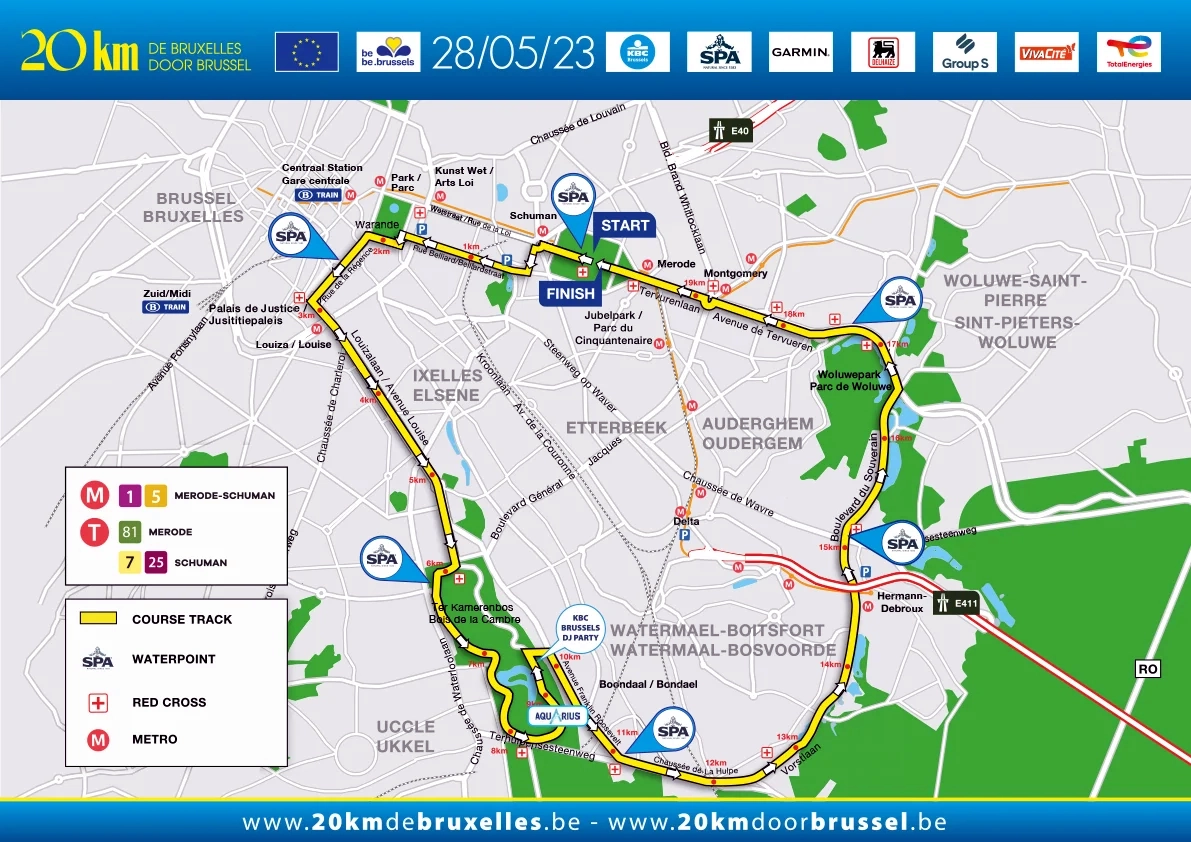 20 km
DE BRUXELLES
DOOR BRUSSEL
be
be.brussels
28/05/23
KBC
Brussels
SPA
GARMIN
DELHAIZE
Group S
VIVACITÉ
TotalEnergies
Chaussée de Louvain
E40
Bld. Brand Whitlocklaan
Centraal Station
Gare centrale
B TRAIN
M
Park /
Parc
Kunst Wet /
Arts Loi
BRUSSEL
BRUXELLES
Wetstraat / Rue de la Loi
Schuman
SPA
START
SPA
Warande
P
2km
Rue Belliard/Belliardstraat
1km
P
FINISH
Merode
Montgomery
19km
Tervurenlaan
Avenue de Tervueren
18km
SPA
WOLUWE-SAINT-
PIERRE
SINT-PIETERS-
WOLUWE
Zuid/Midi
B TRAIN
Rue de la Régence
Palais de Justice /
Jusititiepaleis
3km
Louiza / Louise
Avenue Fonsnylaan
Jubelpark /
Parc du
Cinquantenaire
17km
Woluwepark
Parc de Woluwe
Chaussée de Charleroi
Louizalaan / Avenue Louise
4km
IXELLES
ELSENE
Kroonlaan
Av. de la Couronne
Steenweg op Waver
ETTERBEEK
AUDERGHEM
OUDERGEM
Jacques
Boulevard Général
16km
Boulevard du Souverain
5km
Chaussée de Wavre
Delta
P
M 1 5 MERODE-SCHUMAN
T 81 MERODE
7 25 SCHUMAN
15km
SPA
sesteenweg
SPA
6km
P
Hermann-
Debroux
E411
COURSE TRACK
SPA WATERPOINT
RED CROSS
M METRO
Ter Kamerenbos
Bois de la Cambre
KBC
BRUSSELS
DJ PARTY
WATERMAEL-BOITSFORT
WATERMAAL-BOSVOORDE
7km
10km
14km
RO
Chaussée de Waterloolaan
Avenue Franklin Roosevelt
Boondaal / Bondael
9k
AQUARIUS
UCCLE
UKKEL
8km
Terhulpensesteenweg
11km
SPA
13km
Vorstlaan
12km
Chaussée de La Hulpe
www.20kmdebruxelles.be - www.20kmdoorbrussel.be